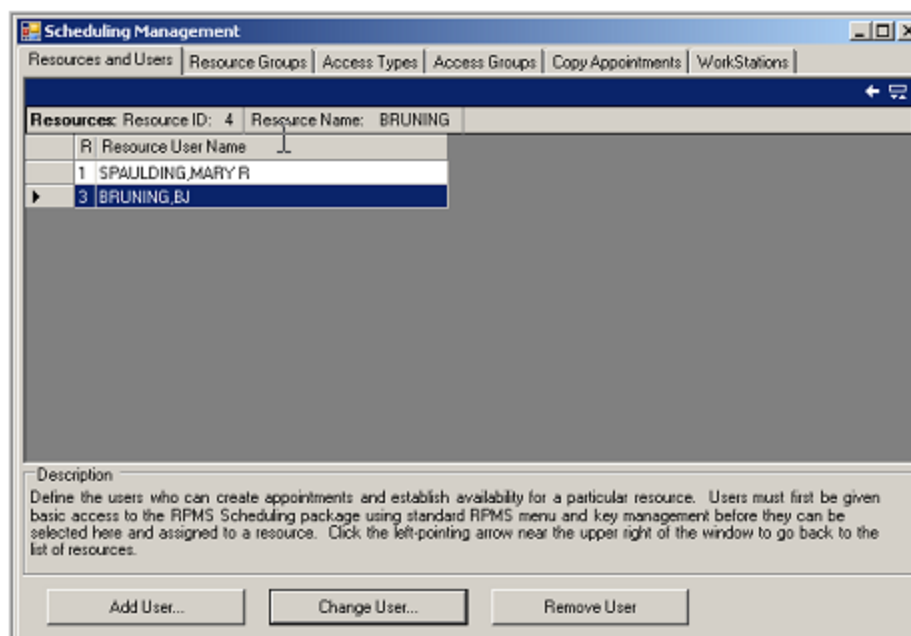 Scheduling Management
Resources and Users Resource Groups Access Types Access Groups Copy Appointments WorkStations
Resources: Resource ID: 4 Resource Name: BRUNING
R Resource User Name
1 SPAULDING,MARY R
3 BRUNING,BJ
Description
Define the users who can create appointments and establish availability for a particular resource. Users must first be given
basic access to the RPMS Scheduling package using standard RPMS menu and key management before they can be
selected here and assigned to a resource. Click the left-pointing arrow near the upper right of the window to go back to the
list of resources.
Add User... Change User... Remove User